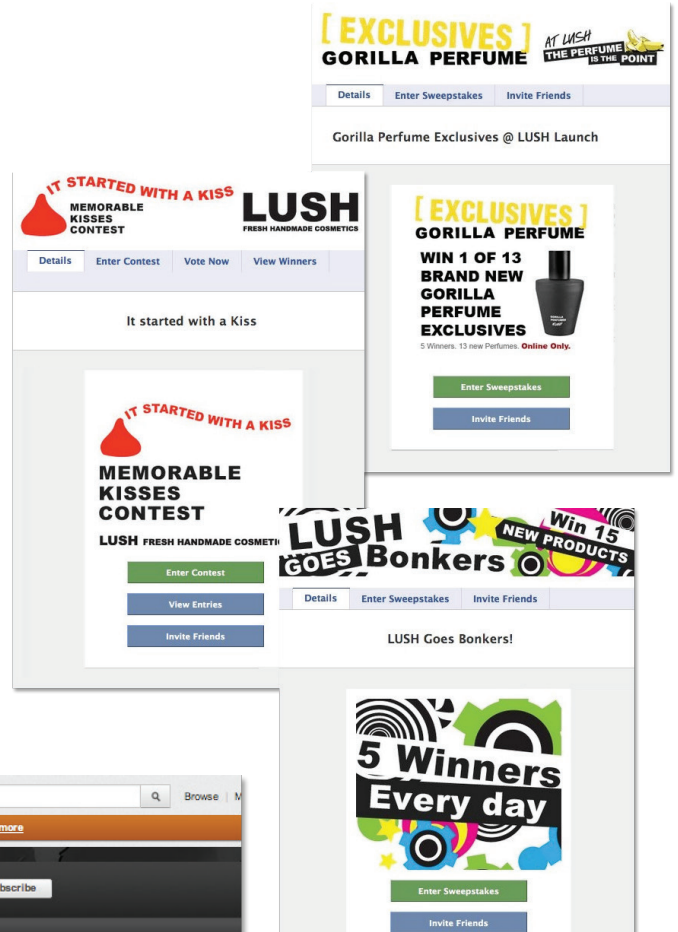 [ EXCLUSIVES ]
GORILLA PERFUME
AT LUSH
THE PERFUME
IS THE POINT
Details Enter Sweepstakes Invite Friends
Gorilla Perfume Exclusives @ LUSH Launch
[ EXCLUSIVES ]
GORILLA PERFUME
WIN 1 OF 13
BRAND NEW
GORILLA
PERFUME
EXCLUSIVES
5 Winners. 13 new Perfumes. Online Only.
Enter Sweepstakes
Invite Friends
IT STARTED WITH A KISS
MEMORABLE
KISSES
CONTEST
LUSH
FRESH HANDMADE COSMETICS
Details Enter Contest Vote Now View Winners
It started with a Kiss
IT STARTED WITH A KISS
MEMORABLE
KISSES
CONTEST
LUSH FRESH HANDMADE COSMETI
Enter Contest
View Entries
Invite Friends
LUSH
GOES Bonkers
Win 15
NEW PRODUCTS
Details Enter Sweepstakes Invite Friends
LUSH Goes Bonkers!
5 Winners
Every day
Enter Sweepstakes
Invite Friends
Browse | M
more
bscribe